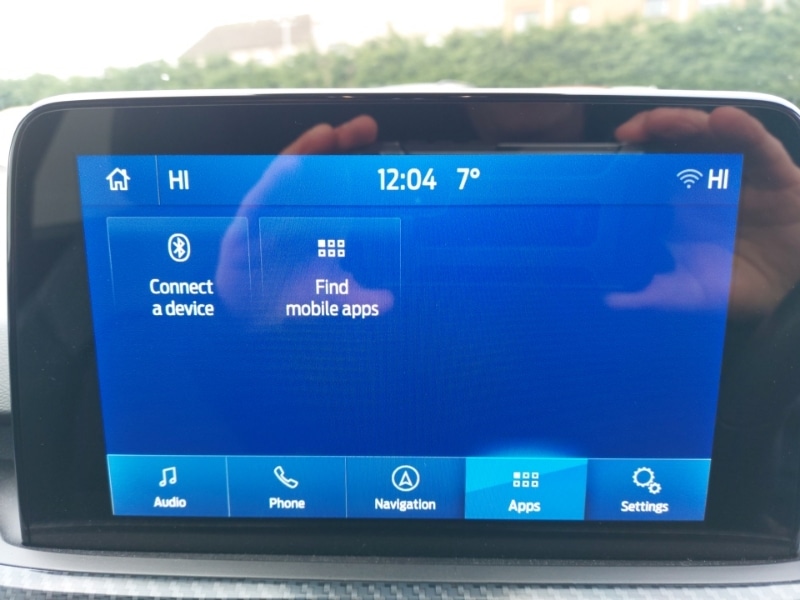 HI 12:04 7° HI
Connect
a device
Find
mobile apps
Audio
Phone
Navigation
Apps
Settings